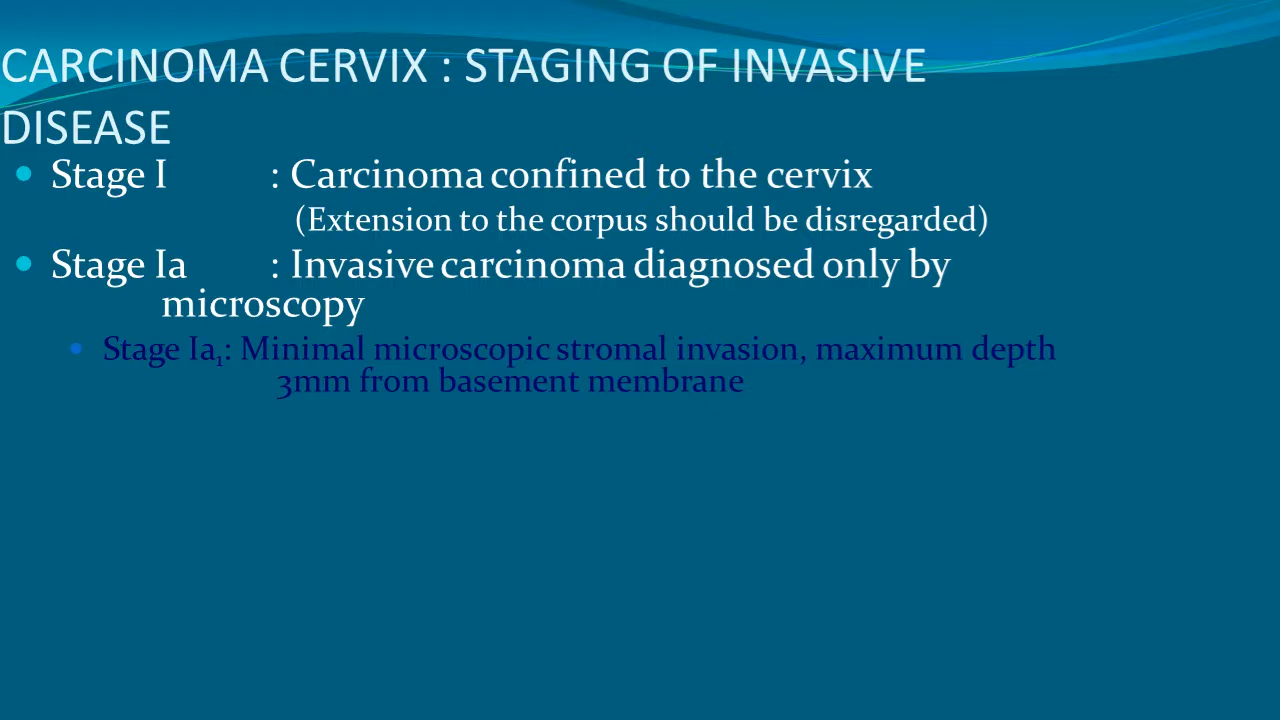 CARCINOMA CERVIX : STAGING OF INVASIVE
DISEASE
• Stage I : Carcinoma confined to the cervix
(Extension to the corpus should be disregarded)
• Stage Ia : Invasive carcinoma diagnosed only by
microscopy
• Stage Ia₁: Minimal microscopic stromal invasion, maximum depth
3mm from basement membrane